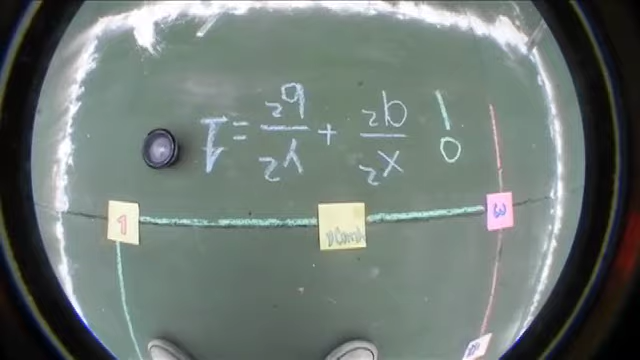 i x²/a² + y²/b² = 1
3
1